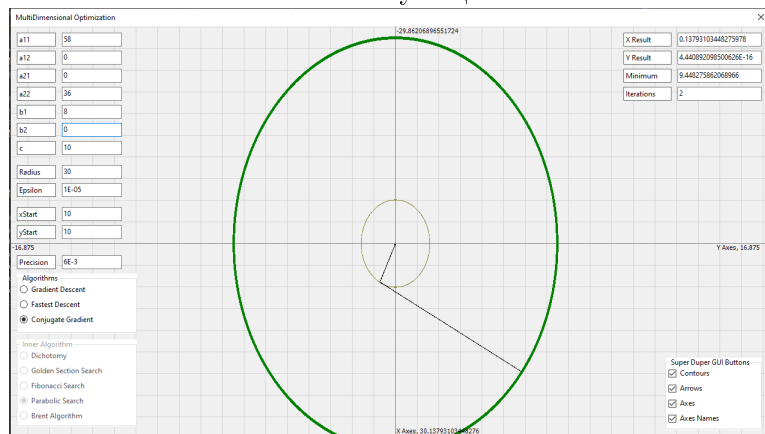 MultiDimensional Optimization
-29.86206896551724
a11 58
a12 0
a21 0
a22 36
b1 8
b2 0
c 10
Radius 30
Epsilon 1E-05
xStart 10
yStart 10
-16.875
Precision 6E-3
Algorithms
Gradient Descent
Fastest Descent
Conjugate Gradient
Inner Algorithm
Dichotomy
Golden Section Search
Fibonacci Search
Parabolic Search
Brent Algorithm
X Result 0.13793103448275978
Y Result 4.440892098500626E-16
Minimum 9.448275862068966
Iterations 2
Y Axes, 16.875
Super Duper GUI Buttons
Contours
Arrows
Axes
Axes Names
X Axes, 30.13793103448276